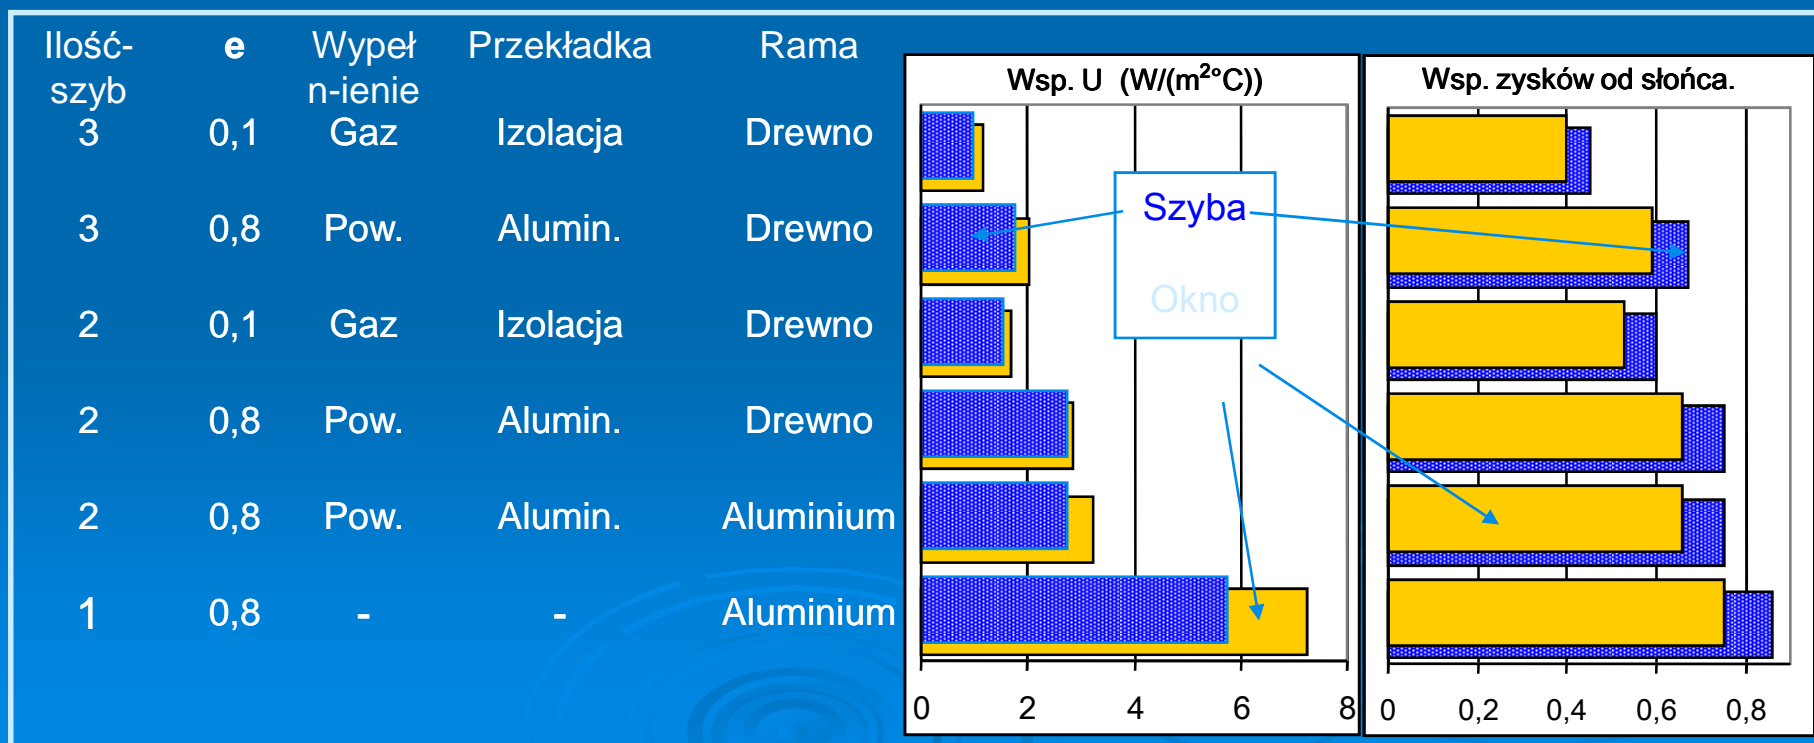 Ilość- e Wypeł Przekładka Rama
szyb n-ienie
3 0,1 Gaz Izolacja Drewno
3 0,8 Pow. Alumin. Drewno
2 0,1 Gaz Izolacja Drewno
2 0,8 Pow. Alumin. Drewno
2 0,8 Pow. Alumin. Aluminium
1 0,8 - - Aluminium
Wsp. U (W/(m²°C))
Szyba
Okno
0 2 4 6 8
Wsp. zysków od słońca.
0 0,2 0,4 0,6 0,8